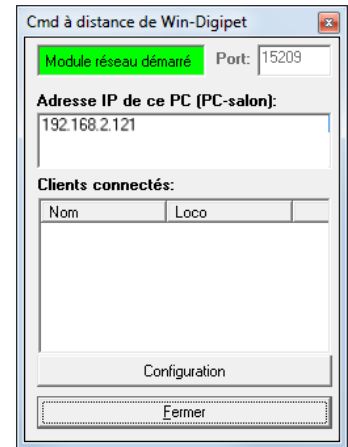 Cmd à distance de Win-Digipet
Module réseau démarré Port: 15209
Adresse IP de ce PC (PC-salon):
192.168.2.121
Clients connectés:
Nom Loco
Configuration
Fermer